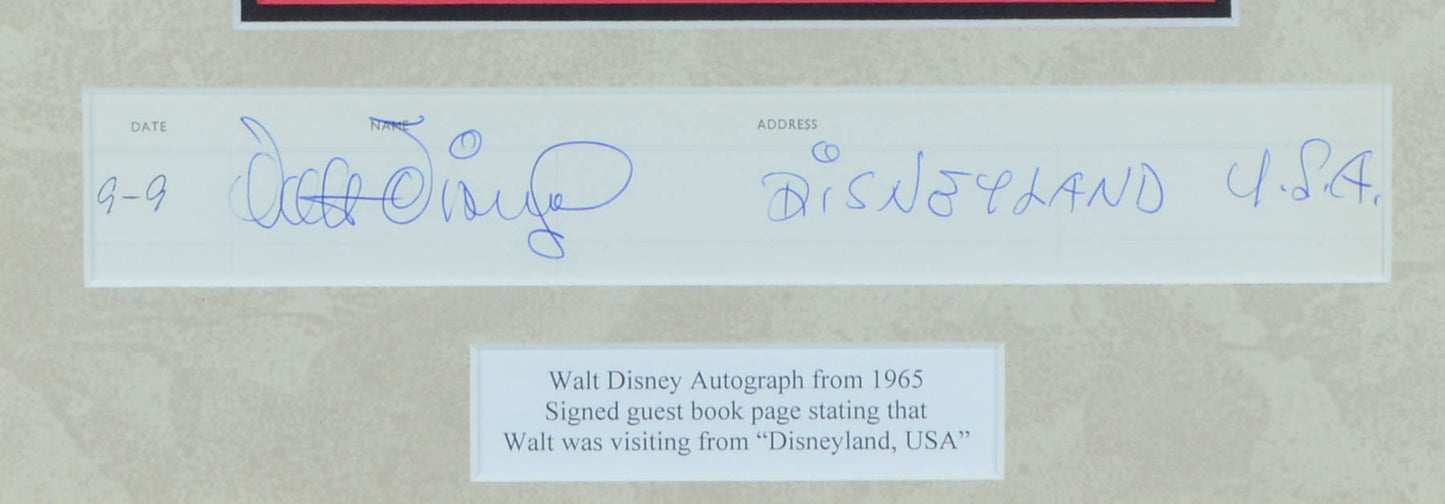 DATE NAME ADDRESS
9-9 Walt Disney DISNEYLAND U.S.A.
Walt Disney Autograph from 1965
Signed guest book page stating that
Walt was visiting from “Disneyland, USA”